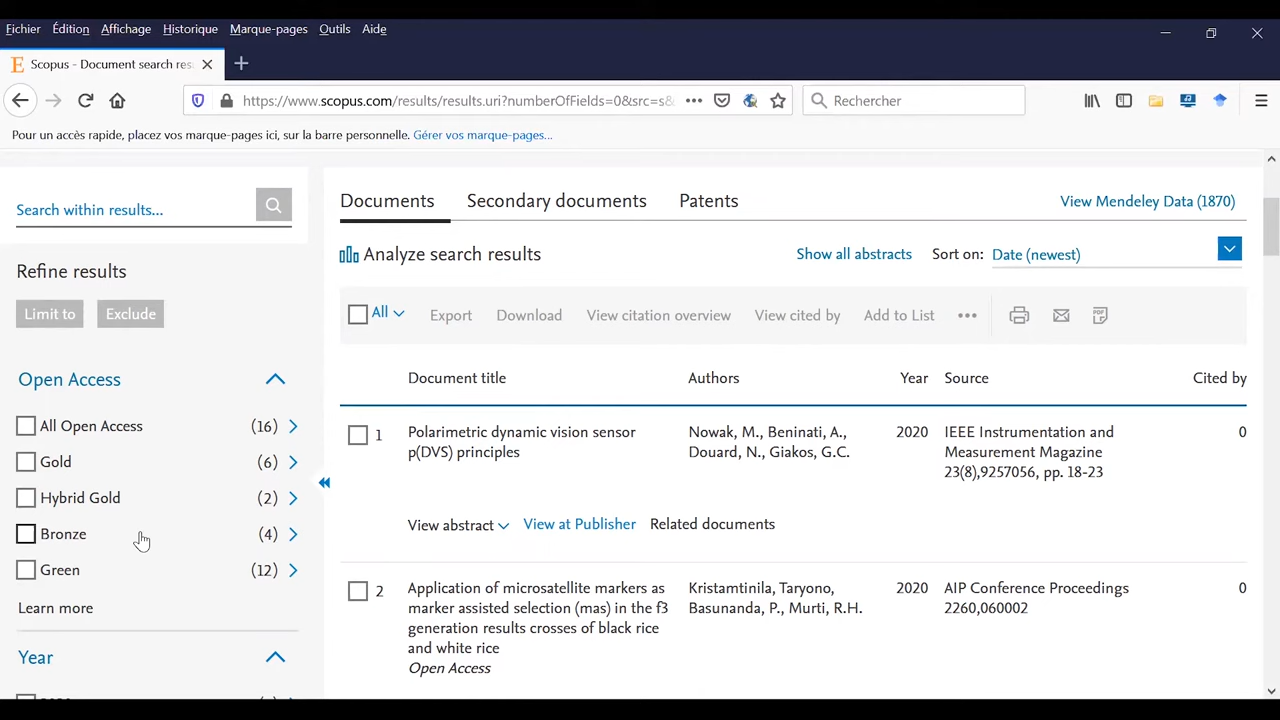 Fichier Édition Affichage Historique Marque-pages Outils Aide
Scopus - Document search res
https://www.scopus.com/results/results.uri?numberOfFields=0&src=s& Rechercher
Pour un accès rapide, placez vos marque-pages ici, sur la barre personnelle. Gérer vos marque-pages...
Search within results...
Refine results
Limit to Exclude
Open Access
All Open Access (16)
Gold (6)
Hybrid Gold (2)
Bronze (4)
Green (12)
Learn more
Year
Documents Secondary documents Patents View Mendeley Data (1870)
Analyze search results Show all abstracts Sort on: Date (newest)
All Export Download View citation overview View cited by Add to List ••• PDF
Document title Authors Year Source Cited by
1 Polarimetric dynamic vision sensor Nowak, M., Beninati, A., 2020 IEEE Instrumentation and 0
p(DVS) principles Douard, N., Giakos, G.C. Measurement Magazine
23(8),9257056, pp. 18-23
View abstract View at Publisher Related documents
2 Application of microsatellite markers as Kristamtinila, Taryono, 2020 AIP Conference Proceedings 0
marker assisted selection (mas) in the f3 Basunanda, P., Murti, R.H. 2260,060002
generation results crosses of black rice
and white rice
Open Access